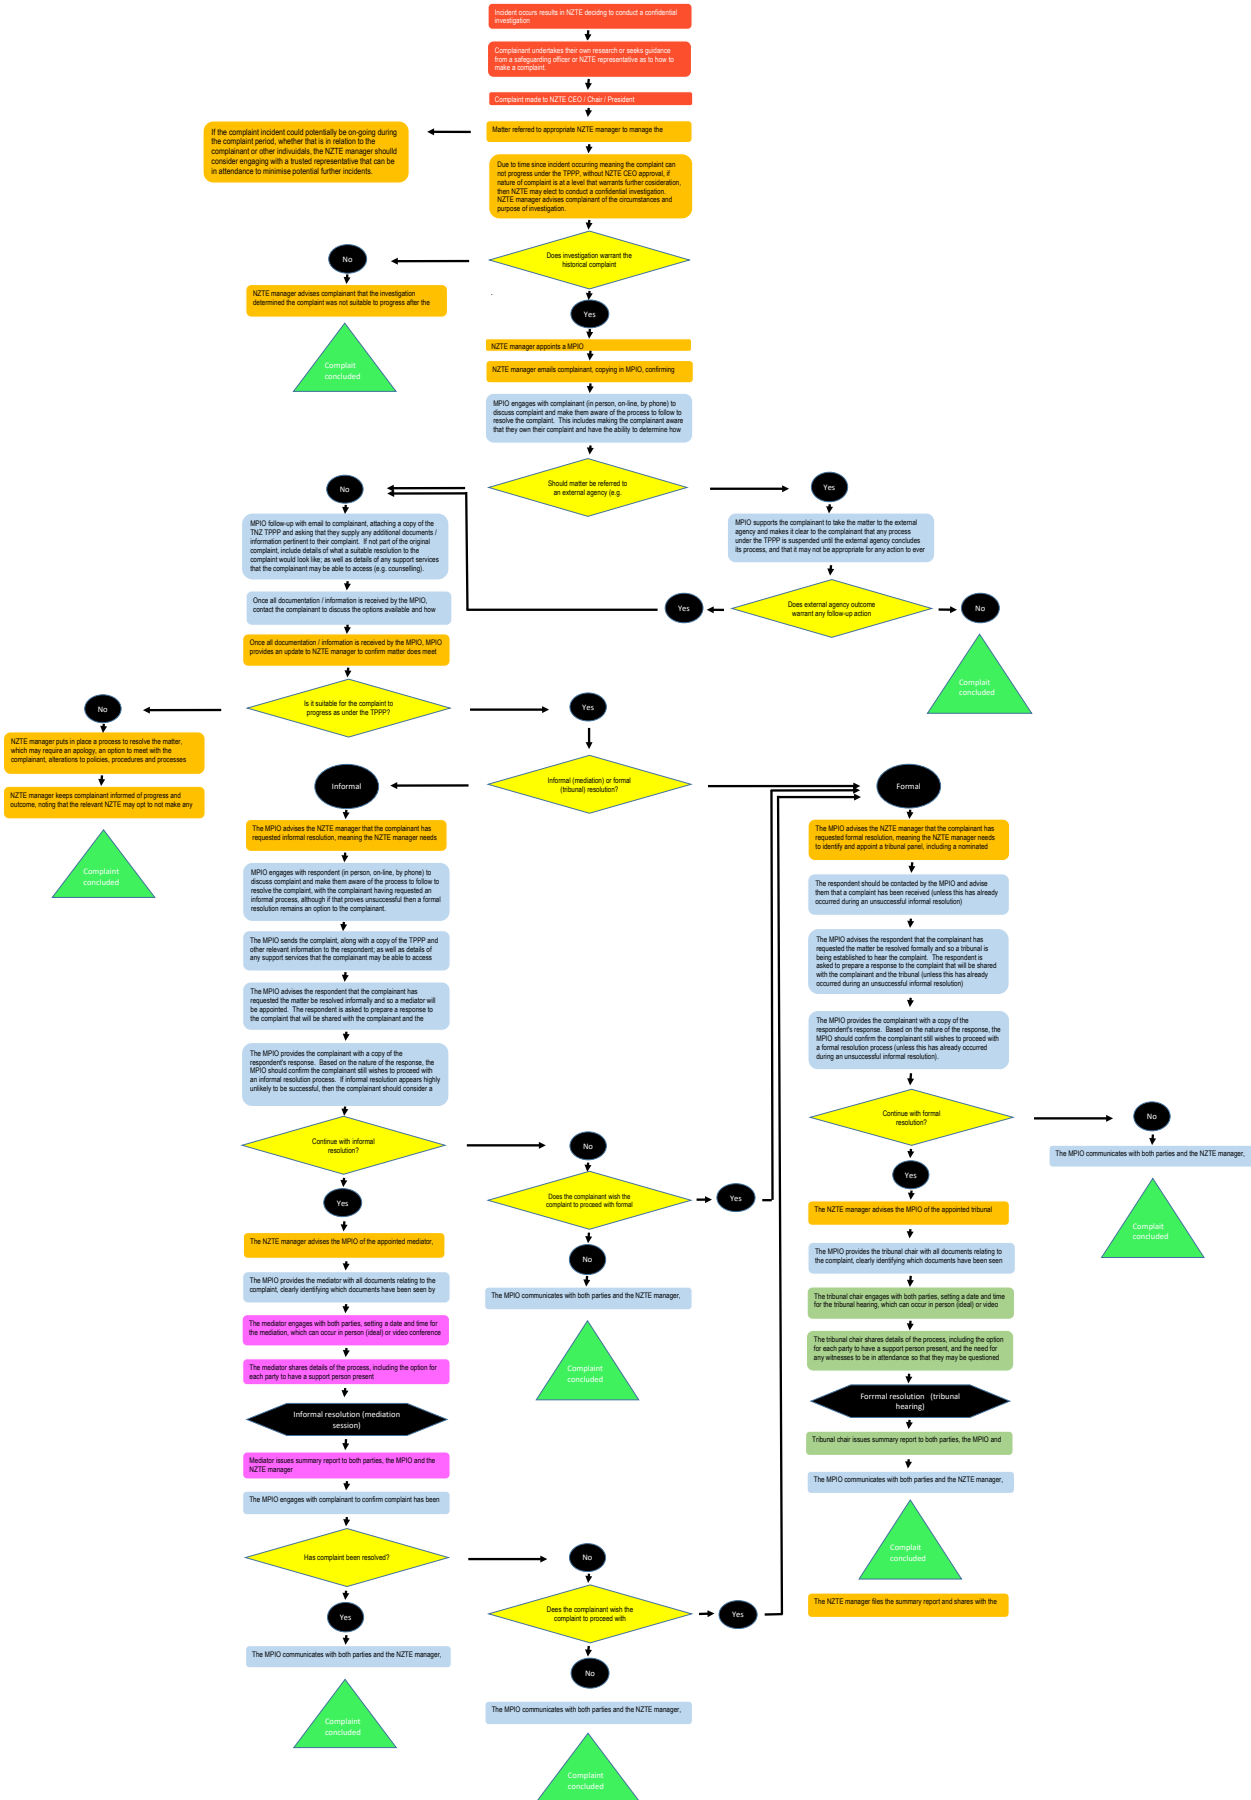 Incident occurs results in NZTE decidng to conduct a confidential
investigation
Complainant undertakes their own research or seeks guidance
from a safeguarding officer or NZTE representative as to how to
make a complaint.
Complaint made to NZTE CEO / Chair / President
If the complaint incident could potentially be on-going during
the complaint period, whether that is in relation to the
complainant or other indiviuidals, the NZTE manager should
consider engaging with a trusted representative that can be
in attendance to minimise potential further incidents.
Matter referred to appropriate NZTE manager to manage the
Due to time since incident occurring meaning the complaint can
not progress under the TPPP, without NZTE CEO approval, if
nature of complaint is at a level that warrants further cosideration,
then NZTE may elect to conduct a confidential investigation.
NZTE manager advises complainant of the circumstances and
purpose of investigation.
Does investigation warrant the
historical complaint
No
NZTE manager advises complainant that the investigation
determined the complaint was not suitable to progress after the
Complait
concluded
Yes
NZTE manager appoints a MPIO
NZTE manager emails complainant, copying in MPIO, confirming
MPIO engages with complainant (in person, on-line, by phone) to
discuss complaint and make them aware of the process to follow to
resolve the complaint. This includes making the complainant aware
that they own their complaint and have the ability to determine how
Should matter be referred to
an external agency (e.g.
No
Yes
MPIO follow-up with email to complainant, attaching a copy of the
TNZ TPPP and asking that they supply any additional documents /
information pertinent to their complaint. If not part of the original
complaint, include details of what a suitable resolution to the
complaint would look like; as well as details of any support services
that the complainant may be able to access (e.g. counselling).
MPIO supports the complainant to take the matter to the external
agency and makes it clear to the complainant that any process
under the TPPP is suspended until the external agency concludes
its process, and that it may not be appropriate for any action to ever
Once all documentation / information is received by the MPIO,
contact the complainant to discuss the options available and how
Yes
Does external agency outcome
warrant any follow-up action
No
Complait
concluded
Once all documentation / information is received by the MPIO, MPIO
provides an update to NZTE manager to confirm matter does meet
Is it suitable for the complaint to
progress as under the TPPP?
No
Yes
NZTE manager puts in place a process to resolve the matter,
which may require an apology, an option to meet with the
complainant, alterations to policies, procedures and processes
NZTE manager keeps complainant informed of progress and
outcome, noting that the relevant NZTE may opt to not make any
Complaint
concluded
Informal (mediation) or formal
(tribunal) resolution?
Informal
Formal
The MPIO advises the NZTE manager that the complainant has
requested informal resolution, meaning the NZTE manager needs
MPIO engages with respondent (in person, on-line, by phone) to
discuss complaint and make them aware of the process to follow to
resolve the complaint, with the complainant having requested an
informal process, although if that proves unsuccessful then a formal
resolution remains an option to the complainant.
The MPIO sends the complaint, along with a copy of the TPPP and
other relevant information to the respondent; as well as details of
any support services that the complainant may be able to access
The MPIO advises the respondent that the complainant has
requested the matter be resolved informally and so a mediator will
be appointed. The respondent is asked to prepare a response to
the complaint that will be shared with the complainant and the
The MPIO provides the complainant with a copy of the
respondent's response. Based on the nature of the response, the
MPIO should confirm the complainant still wishes to proceed with
an informal resolution process. If informal resolution appears highly
unlikely to be successful, then the complainant should consider a
Continue with informal
resolution?
No
Does the complainant wish the
complaint to proceed with formal
Yes
No
The MPIO communicates with both parties and the NZTE manager,
Complaint
concluded
Yes
The NZTE manager advises the MPIO of the appointed mediator,
The MPIO provides the mediator with all documents relating to the
complaint, clearly identifying which documents have been seen by
The mediator engages with both parties, setting a date and time for
the mediation, which can occur in person (ideal) or video conference
The mediator shares details of the process, including the option for
each party to have a support person present
Informal resolution (mediation
session)
Mediator issues summary report to both parties, the MPIO and the
NZTE manager
The MPIO engages with complainant to confirm complaint has been
Has complaint been resolved?
No
Dees the complainant wish the
complaint to proceed with
Yes
No
The MPIO communicates with both parties and the NZTE manager,
Complaint
concluded
Yes
The MPIO communicates with both parties and the NZTE manager,
Complaint
concluded
The MPIO advises the NZTE manager that the complainant has
requested formal resolution, meaning the NZTE manager needs
to identify and appoint a tribunal panel, including a nominated
The respondent should be contacted by the MPIO and advise
them that a complaint has been received (unless this has already
occurred during an unsuccessful informal resolution)
The MPIO advises the respondent that the complainant has
requested the matter be resolved formally and so a tribunal is
being established to hear the complaint. The respondent is
asked to prepare a response to the complaint that will be shared
with the complainant and the tribunal (unless this has already
occurred during an unsuccessful informal resolution)
The MPIO provides the complainant with a copy of the
respondent's response. Based on the nature of the response, the
MPIO should confirm the complainant still wishes to proceed with
a formal resolution process (unless this has already occurred
during an unsuccessful informal resolution).
Continue with formal
resolution?
No
The MPIO communicates with both parties and the NZTE manager,
Complait
concluded
Yes
The NZTE manager advises the MPIO of the appointed tribunal
The MPIO provides the tribunal chair with all documents relating to
the complaint, clearly identifying which documents have been seen
The tribunal chair engages with both parties, setting a date and time
for the tribunal hearing, which can occur in person (ideal) or video
The tribunal chair shares details of the process, including the option
for each party to have a support person present, and the need for
any witnesses to be in attendance so that they may be questioned
Forrmal resolution (tribunal
hearing)
Tribunal chair issues summary report to both parties, the MPIO and
The MPIO communicates with both parties and the NZTE manager,
Complait
concluded
The NZTE manager files the summary report and shares with the